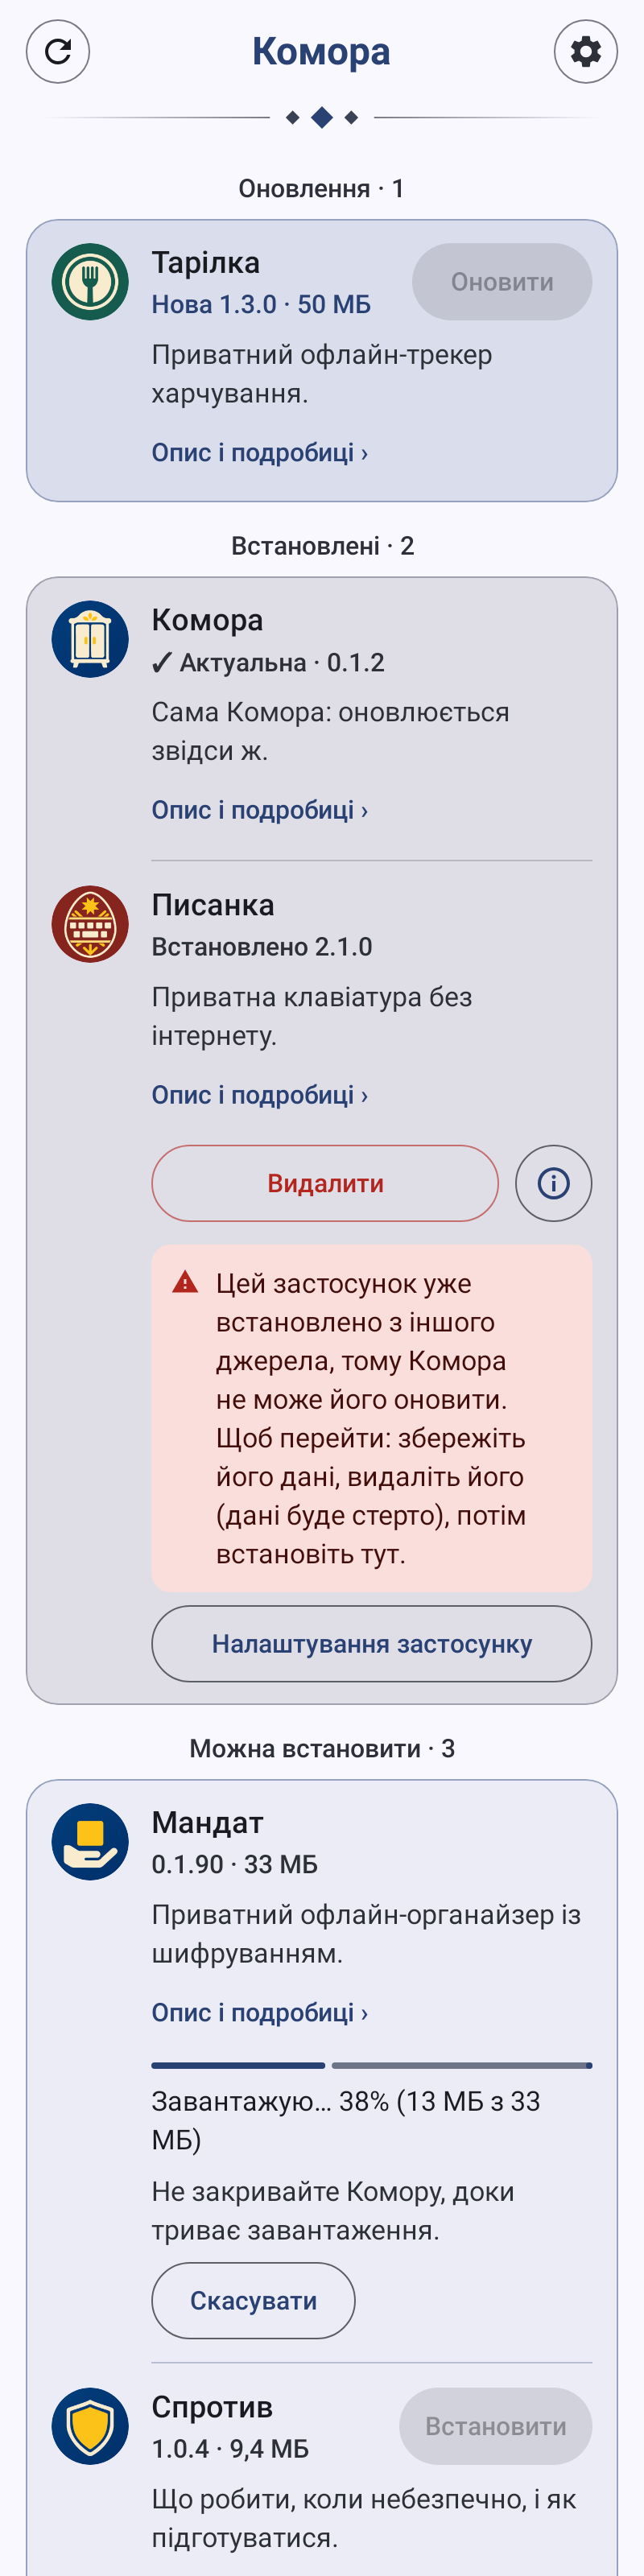 Комора
Оновлення · 1
Тарілка
Нова 1.3.0 · 50 МБ
Оновити
Приватний офлайн-трекер
харчування.
Опис і подробиці ›
Встановлені · 2
Комора
✓ Актуальна · 0.1.2
Сама Комора: оновлюється
звідси ж.
Опис і подробиці ›
Писанка
Встановлено 2.1.0
Приватна клавіатура без
інтернету.
Опис і подробиці ›
Видалити
Цей застосунок уже
встановлено з іншого
джерела, тому Комора
не може його оновити.
Щоб перейти: збережіть
його дані, видаліть його
(дані буде стерто), потім
встановіть тут.
Налаштування застосунку
Можна встановити · 3
Мандат
0.1.90 · 33 МБ
Приватний офлайн-органайзер із
шифруванням.
Опис і подробиці ›
Завантажую… 38% (13 МБ з 33
МБ)
Не закривайте Комору, доки
триває завантаження.
Скасувати
Спротив
1.0.4 · 9,4 МБ
Встановити
Що робити, коли небезпечно, і як
підготуватися.